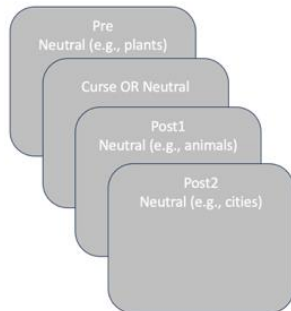 Pre
Neutral (e.g., plants)
Curse OR Neutral
Post1
Neutral (e.g., animals)
Post2
Neutral (e.g., cities)